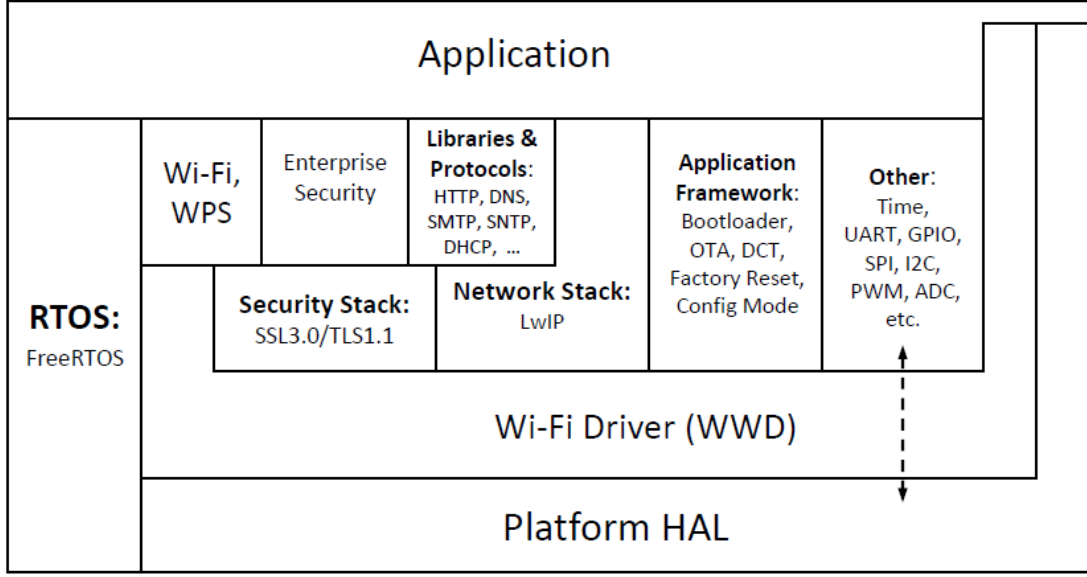 Application
Wi-Fi,
WPS
Enterprise
Security
Libraries &
Protocols:
HTTP, DNS,
SMTP, SNTP,
DHCP, ...
Application
Framework:
Bootloader,
OTA, DCT,
Factory Reset,
Config Mode
Other:
Time,
UART, GPIO,
SPI, I2C,
PWM, ADC,
etc.
RTOS:
FreeRTOS
Security Stack:
SSL3.0/TLS1.1
Network Stack:
LwIP
Wi-Fi Driver (WWD)
Platform HAL